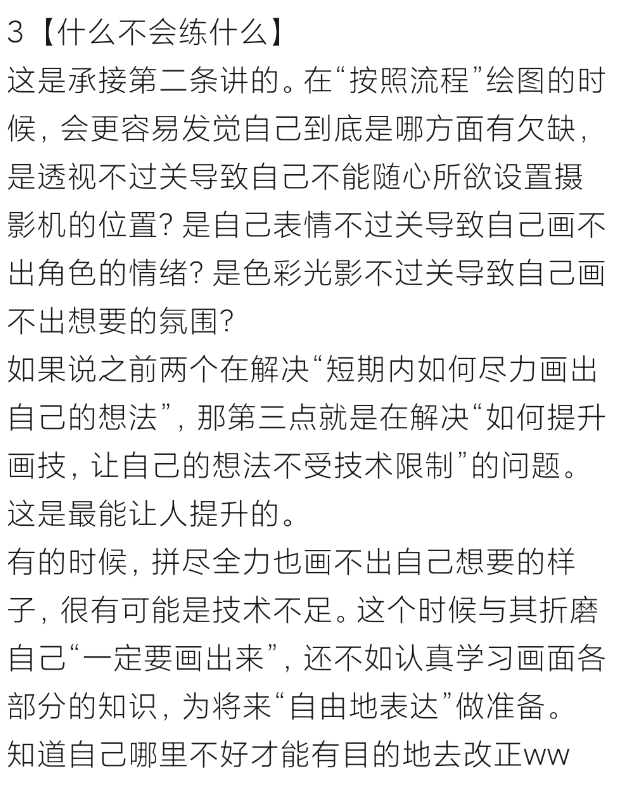 3【什么不会练什么】
这是承接第二条讲的。在“按照流程”绘图的时
候，会更容易发觉自己到底是哪方面有欠缺，
是透视不过关导致自己不能随心所欲设置摄
影机的位置？是自己表情不过关导致自己画不
出角色的情绪？是色彩光影不过关导致自己画
不出想要的氛围？
如果说之前两个在解决“短期内如何尽力画出
自己的想法”，那第三点就是在解决“如何提升
画技，让自己的想法不受技术限制”的问题。
这是最能让人提升的。
有的时候，拼尽全力也画不出自己想要的样
子，很有可能是技术不足。这个时候与其折磨
自己“一定要画出来”，还不如认真学习画面各
部分的知识，为将来“自由地表达”做准备。
知道自己哪里不好才能有目的地去改正ww